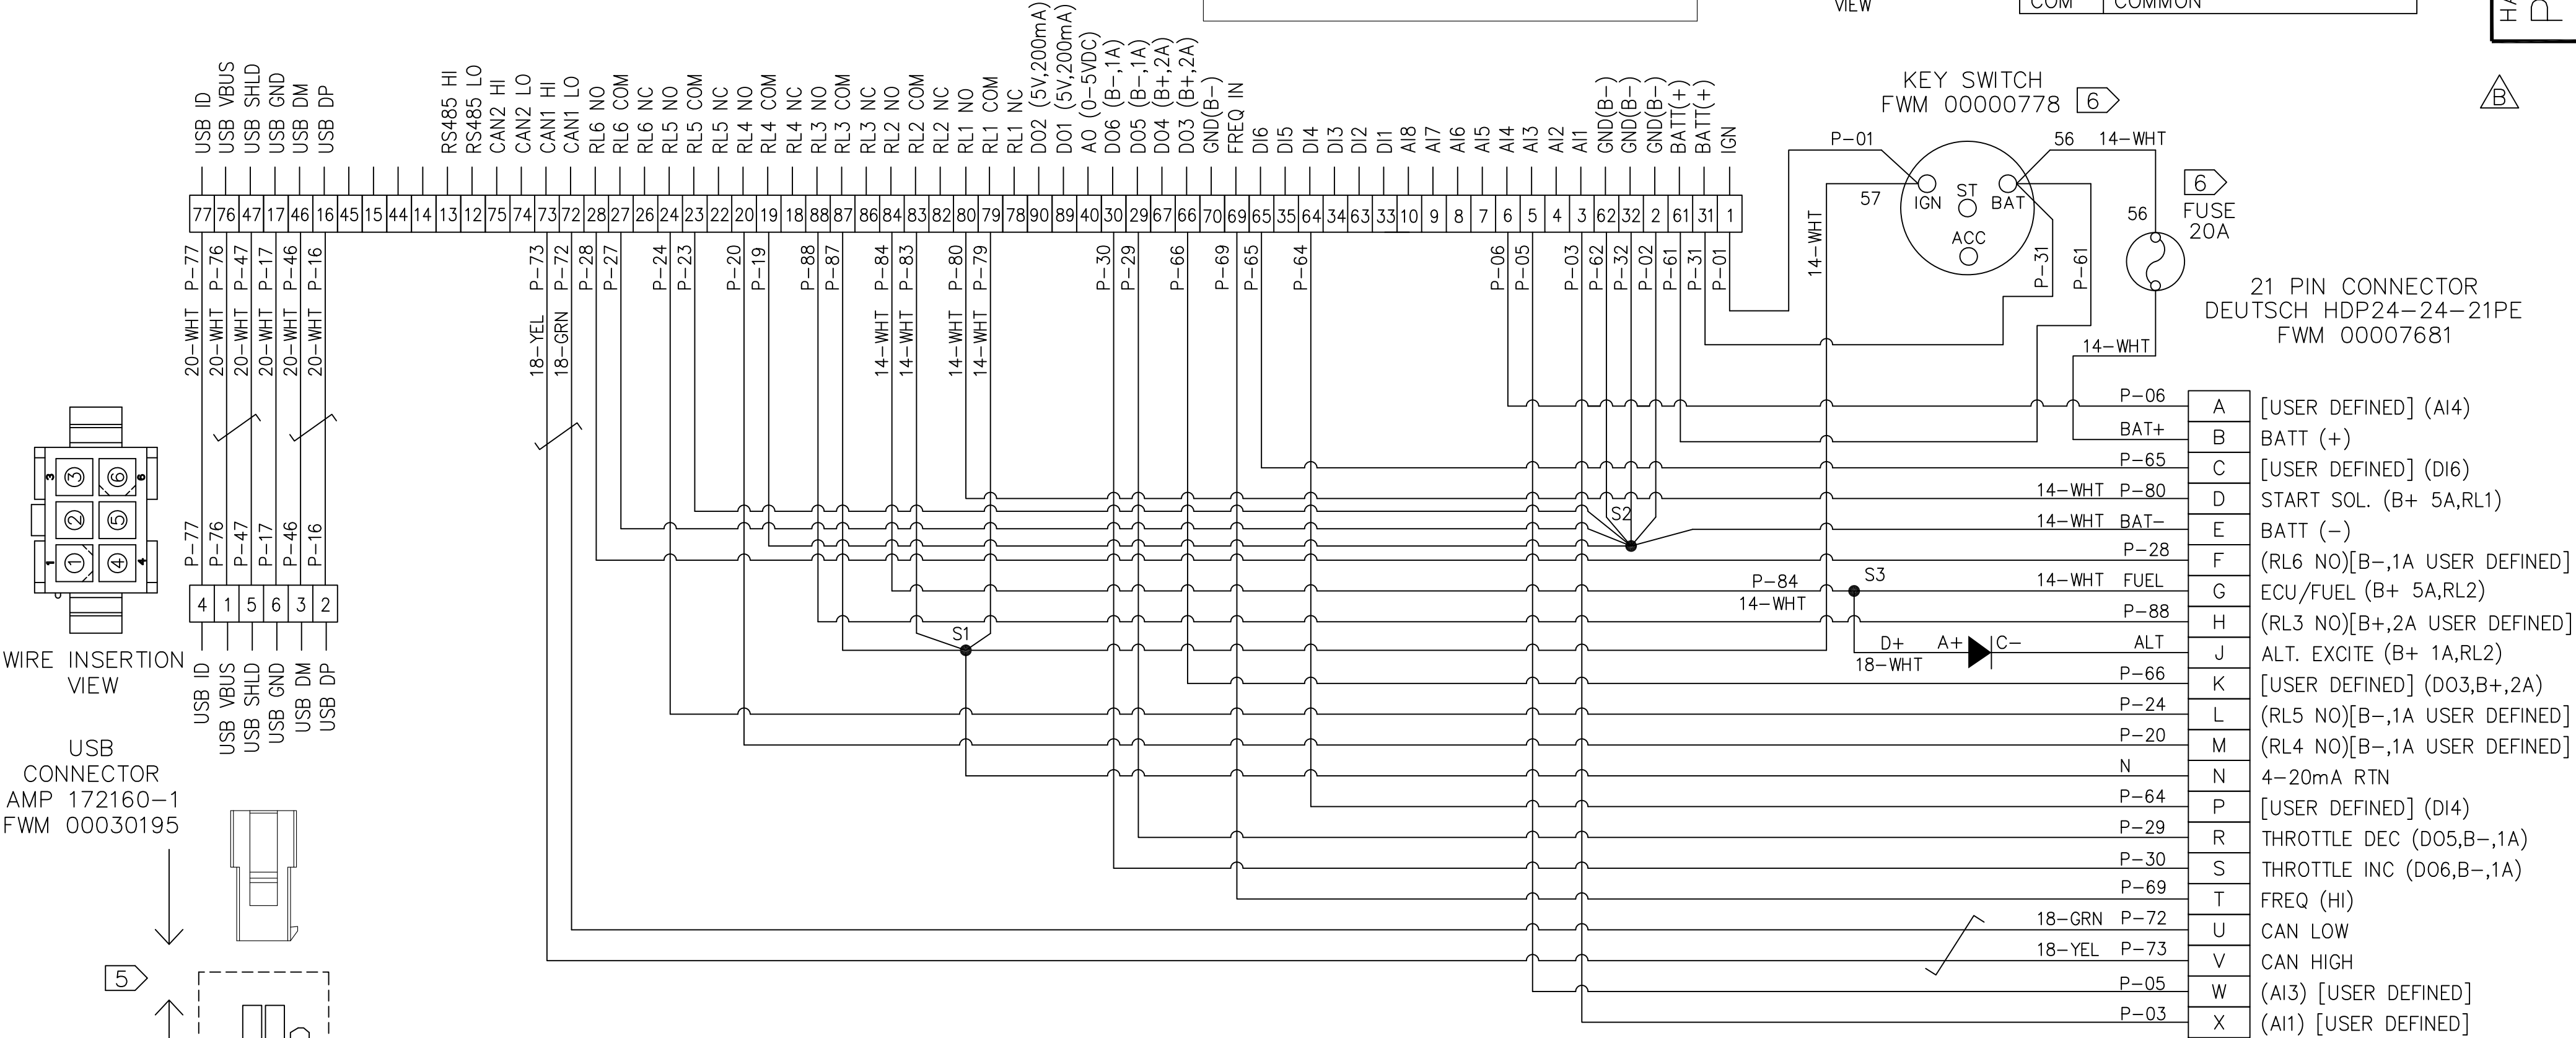 VIEW
COM COMMON
HA
P
B
USB ID
USB VBUS
USB SHLD
USB GND
USB DM
USB DP
RS485 HI
RS485 LO
CAN2 HI
CAN2 LO
CAN1 HI
CAN1 LO
RL6 NO
RL6 COM
RL6 NC
RL5 NO
RL5 COM
RL5 NC
RL4 NO
RL4 COM
RL4 NC
RL3 NO
RL3 COM
RL3 NC
RL2 NO
RL2 COM
RL2 NC
RL1 NO
RL1 COM
RL1 NC
DO2 (5V,200mA)
DO1 (5V,200mA)
AO (0-5VDC)
DO6 (B-,1A)
DO5 (B-,1A)
DO4 (B+,2A)
DO3 (B+,2A)
GND(B-)
FREQ IN
DI6
DI5
DI4
DI3
DI2
DI1
AI8
AI7
AI6
AI5
AI4
AI3
AI2
AI1
GND(B-)
GND(B-)
GND(B-)
BATT(+)
BATT(+)
IGN
77 76 47 17 46 16 45 15 44 14 13 12 75 74 73 72 28 27 26 24 23 22 20 19 18 88 87 86 84 83 82 80 79 78 90 89 40 30 29 67 66 70 69 65 35 64 34 63 33 10 9 8 7 6 5 4 3 62 32 2 61 31 1
20-WHT P-77
20-WHT P-76
20-WHT P-47
20-WHT P-17
20-WHT P-46
20-WHT P-16
18-YEL P-73
18-GRN P-72
P-28
P-27
P-24
P-23
P-20
P-19
P-88
P-87
14-WHT P-84
14-WHT P-83
14-WHT P-80
14-WHT P-79
P-30
P-29
P-66
P-69
P-65
P-64
P-06
P-05
P-03
P-62
P-32
P-02
P-61
P-31
P-01
KEY SWITCH
FWM 00000778 6
P-01
56 14-WHT
57
14-WHT
IGN
ST
BAT
ACC
P-31
P-61
56
6
FUSE
20A
14-WHT
21 PIN CONNECTOR
DEUTSCH HDP24-24-21PE
FWM 00007681
P-06 A [USER DEFINED] (AI4)
BAT+ B BATT (+)
P-65 C [USER DEFINED] (DI6)
14-WHT P-80 D START SOL. (B+ 5A,RL1)
14-WHT BAT- E BATT (-)
P-28 F (RL6 NO)[B-,1A USER DEFINED]
14-WHT FUEL G ECU/FUEL (B+ 5A,RL2)
P-88 H (RL3 NO)[B+,2A USER DEFINED]
ALT J ALT. EXCITE (B+ 1A,RL2)
P-66 K [USER DEFINED] (DO3,B+,2A)
P-24 L (RL5 NO)[B-,1A USER DEFINED]
P-20 M (RL4 NO)[B-,1A USER DEFINED]
N N 4-20mA RTN
P-64 P [USER DEFINED] (DI4)
P-29 R THROTTLE DEC (DO5,B-,1A)
P-30 S THROTTLE INC (DO6,B-,1A)
P-69 T FREQ (HI)
18-GRN P-72 U CAN LOW
18-YEL P-73 V CAN HIGH
P-05 W (AI3) [USER DEFINED]
P-03 X (AI1) [USER DEFINED]
S2
P-84
14-WHT
S3
D+
18-WHT
A+
C-
S1
3 3 6 6
2 5
1 1 4 4
WIRE INSERTION
VIEW
P-77
P-76
P-47
P-17
P-46
P-16
4 1 5 6 3 2
USB ID
USB VBUS
USB SHLD
USB GND
USB DM
USB DP
USB
CONNECTOR
AMP 172160-1
FWM 00030195
5